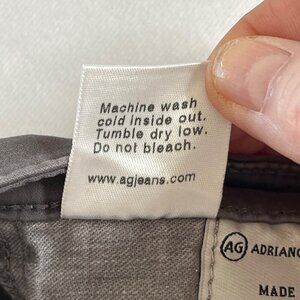 Machine wash
cold inside out.
Tumble dry low.
Do not bleach.
www.agjeans.com
AG ADRIANO
MADE